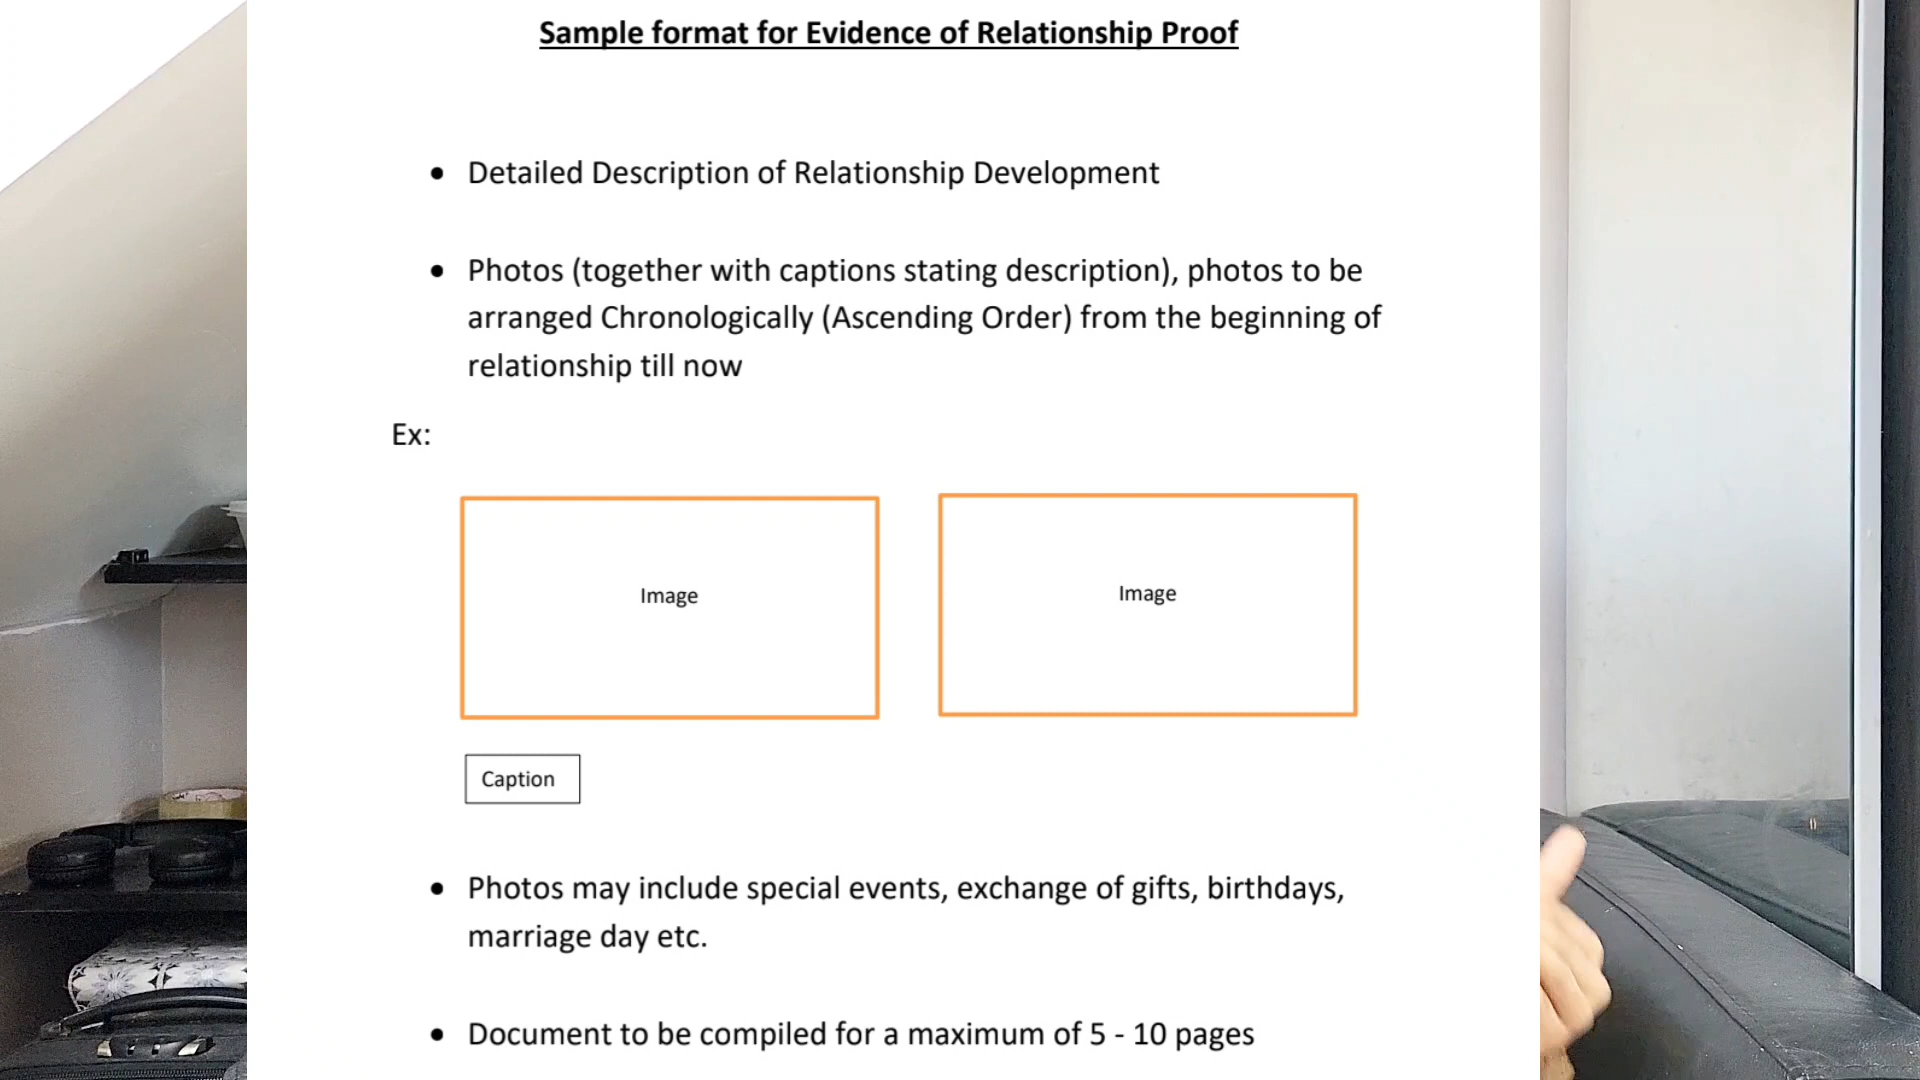 Sample format for Evidence of Relationship Proof
• Detailed Description of Relationship Development
• Photos (together with captions stating description), photos to be
arranged Chronologically (Ascending Order) from the beginning of
relationship till now
Ex:
Image
Image
Caption
• Photos may include special events, exchange of gifts, birthdays,
marriage day etc.
• Document to be compiled for a maximum of 5 - 10 pages